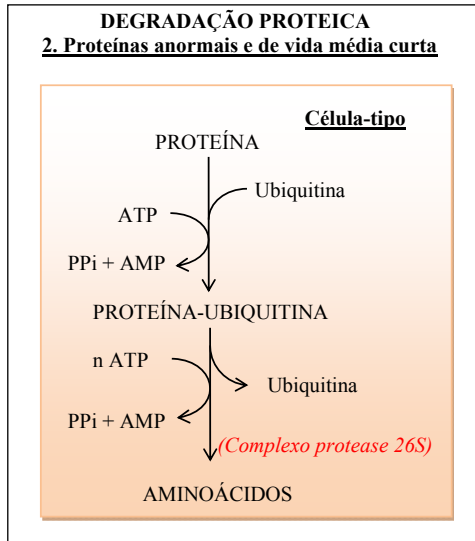 DEGRADAÇÃO PROTEICA
2. Proteínas anormais e de vida média curta
Célula-tipo
PROTEÍNA
Ubiquitina
ATP
PPi + AMP
PROTEÍNA-UBIQUITINA
n ATP
Ubiquitina
PPi + AMP
(Complexo protease 26S)
AMINOÁCIDOS